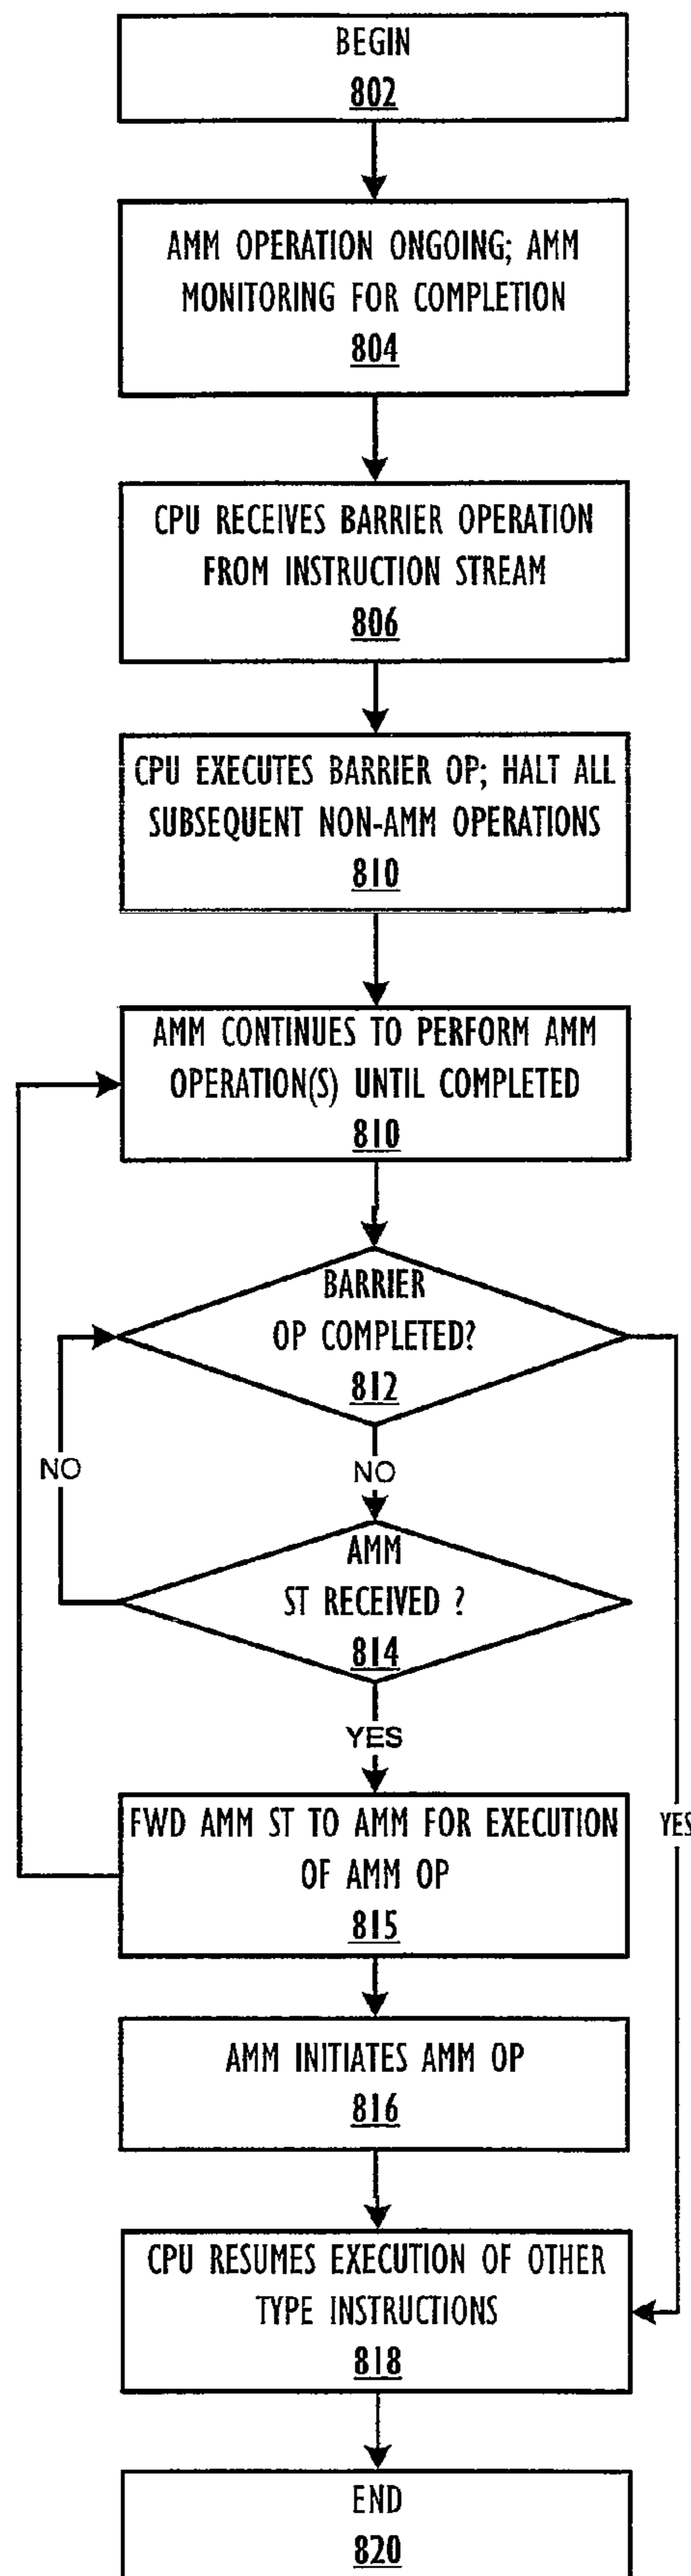 BEGIN
802
AMM OPERATION ONGOING; AMM
MONITORING FOR COMPLETION
804
CPU RECEIVES BARRIER OPERATION
FROM INSTRUCTION STREAM
806
CPU EXECUTES BARRIER OP; HALT ALL
SUBSEQUENT NON-AMM OPERATIONS
810
AMM CONTINUES TO PERFORM AMM
OPERATION(S) UNTIL COMPLETED
810
BARRIER
OP COMPLETED?
812
NO
NO
AMM
ST RECEIVED ?
814
YES
FWD AMM ST TO AMM FOR EXECUTION
OF AMM OP
815
YES
AMM INITIATES AMM OP
816
CPU RESUMES EXECUTION OF OTHER
TYPE INSTRUCTIONS
818
END
820